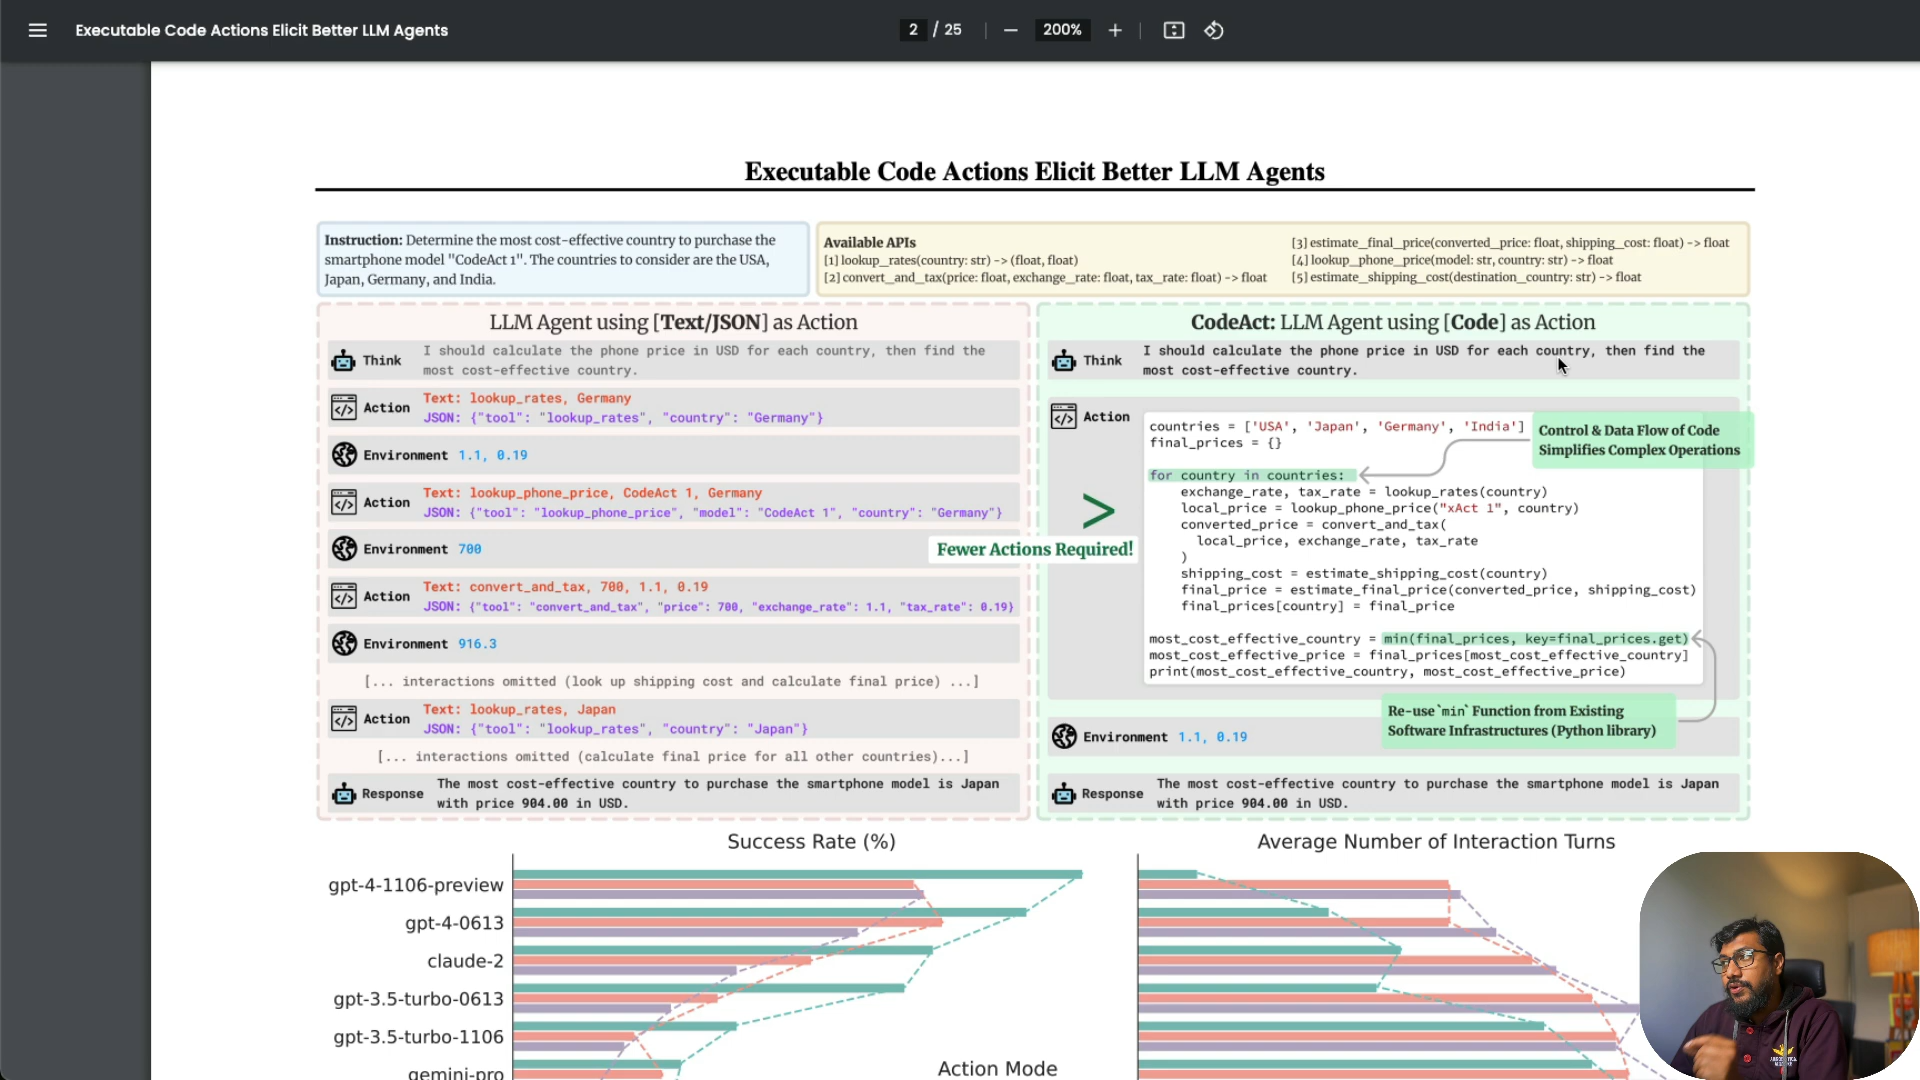 Executable Code Actions Elicit Better LLM Agents
2 / 25
200%
Executable Code Actions Elicit Better LLM Agents
Instruction: Determine the most cost-effective country to purchase the
smartphone model "CodeAct 1". The countries to consider are the USA,
Japan, Germany, and India.
Available APIs
[1] lookup_rates(country: str) -> (float, float)
[2] convert_and_tax(price: float, exchange_rate: float, tax_rate: float) -> float
[3] estimate_final_price(converted_price: float, shipping_cost: float) -> float
[4] lookup_phone_price(model: str, country: str) -> float
[5] estimate_shipping_cost(destination_country: str) -> float
LLM Agent using [Text/JSON] as Action
Think
I should calculate the phone price in USD for each country, then find the
most cost-effective country.
Action
Text: lookup_rates, Germany
JSON: {"tool": "lookup_rates", "country": "Germany"}
Environment 1.1, 0.19
Action
Text: lookup_phone_price, CodeAct 1, Germany
JSON: {"tool": "lookup_phone_price", "model": "CodeAct 1", "country": "Germany"}
Environment 700
Action
Text: convert_and_tax, 700, 1.1, 0.19
JSON: {"tool": "convert_and_tax", "price": 700, "exchange_rate": 1.1, "tax_rate": 0.19}
Environment 916.3
[... interactions omitted (look up shipping cost and calculate final price) ...]
Action
Text: lookup_rates, Japan
JSON: {"tool": "lookup_rates", "country": "Japan"}
[... interactions omitted (calculate final price for all other countries)...]
Response
The most cost-effective country to purchase the smartphone model is Japan
with price 904.00 in USD.
>
Fewer Actions Required!
CodeAct: LLM Agent using [Code] as Action
Think
I should calculate the phone price in USD for each country, then find the
most cost-effective country.
Action
countries = ['USA', 'Japan', 'Germany', 'India']
final_prices = {}
for country in countries:
exchange_rate, tax_rate = lookup_rates(country)
local_price = lookup_phone_price("xAct 1", country)
converted_price = convert_and_tax(
local_price, exchange_rate, tax_rate
)
shipping_cost = estimate_shipping_cost(country)
final_price = estimate_final_price(converted_price, shipping_cost)
final_prices[country] = final_price
most_cost_effective_country = min(final_prices, key=final_prices.get)
most_cost_effective_price = final_prices[most_cost_effective_country]
print(most_cost_effective_country, most_cost_effective_price)
Control & Data Flow of Code
Simplifies Complex Operations
Re-use `min` Function from Existing
Software Infrastructures (Python library)
Environment 1.1, 0.19
Response
The most cost-effective country to purchase the smartphone model is Japan
with price 904.00 in USD.
Success Rate (%)
Average Number of Interaction Turns
gpt-4-1106-preview
gpt-4-0613
claude-2
gpt-3.5-turbo-0613
gpt-3.5-turbo-1106
gemini-pro
Action Mode